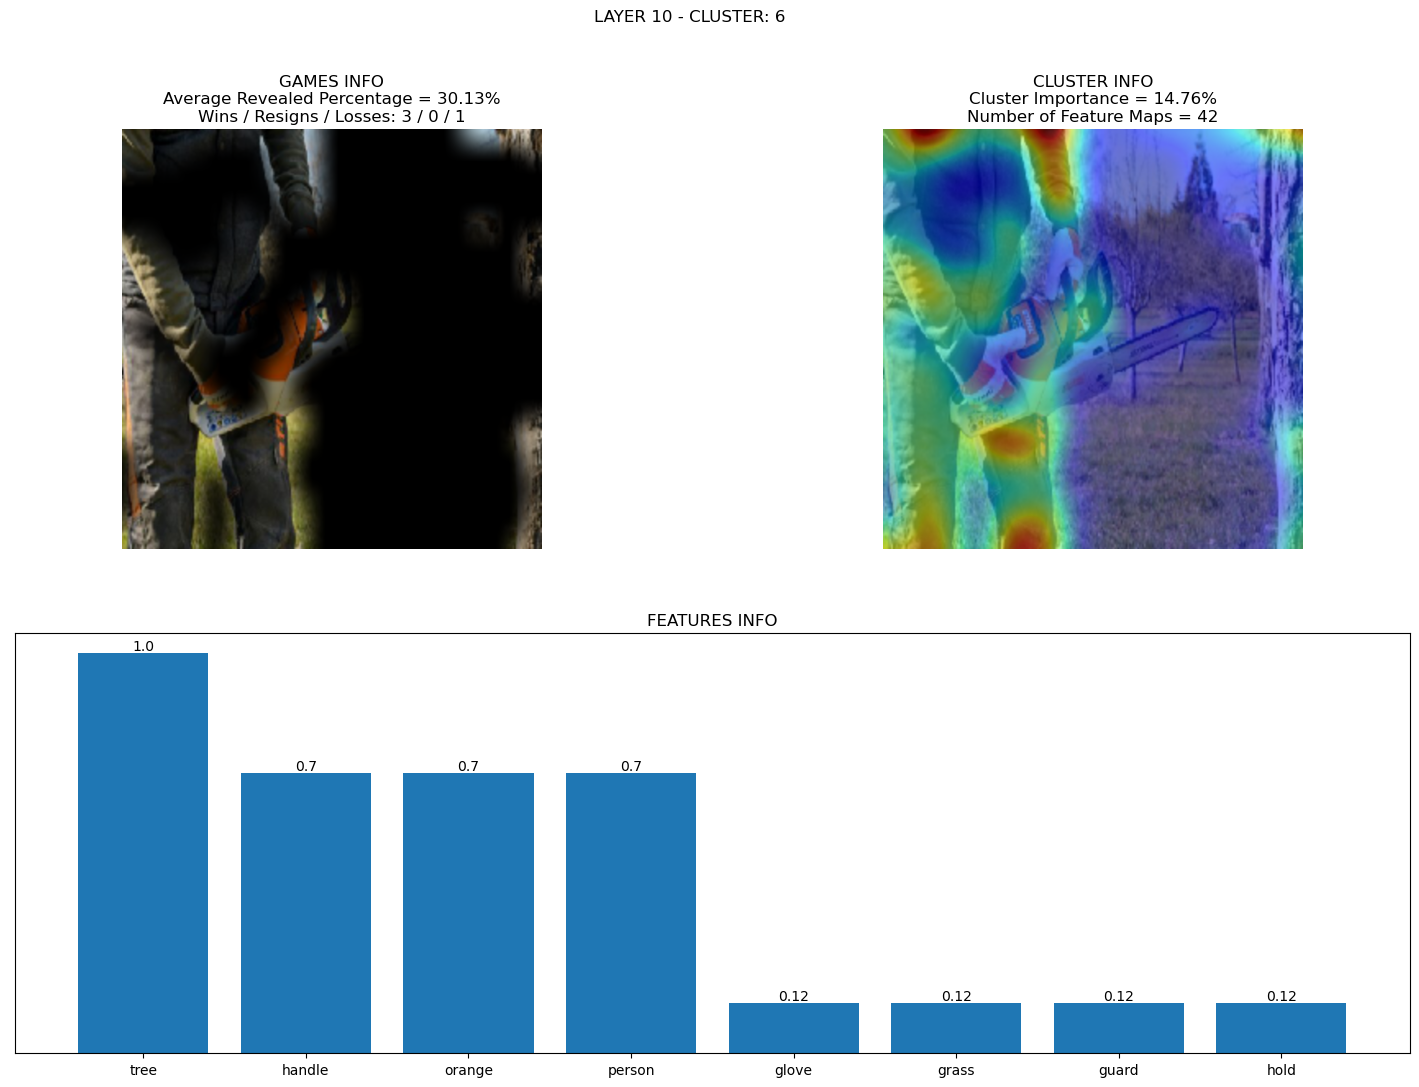 LAYER 10 - CLUSTER: 6
GAMES INFO
Average Revealed Percentage = 30.13%
Wins / Resigns / Losses: 3 / 0 / 1
CLUSTER INFO
Cluster Importance = 14.76%
Number of Feature Maps = 42
FEATURES INFO
1.0
0.7 0.7 0.7
0.12 0.12 0.12 0.12
tree handle orange person glove grass guard hold